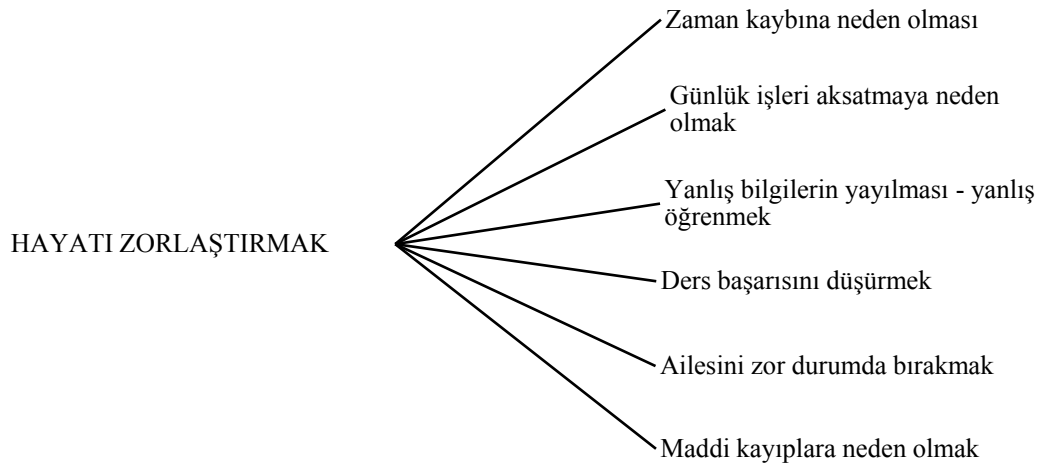 Zaman kaybına neden olması
Günlük işleri aksatmaya neden
olmak
Yanlış bilgilerin yayılması - yanlış
öğrenmek
HAYATI ZORLAŞTIRMAK
Ders başarısını düşürmek
Ailesini zor durumda bırakmak
Maddi kayıplara neden olmak